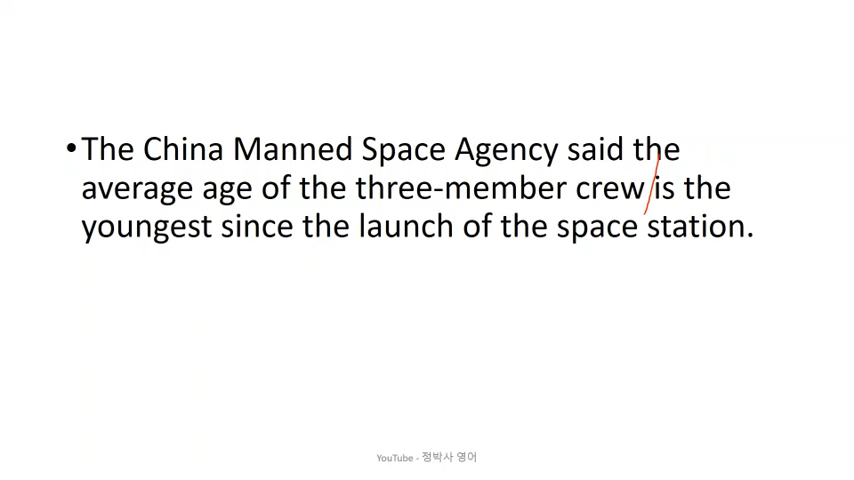 •The China Manned Space Agency said the
average age of the three-member crew is the
youngest since the launch of the space station.
YouTube - 정박사 영어